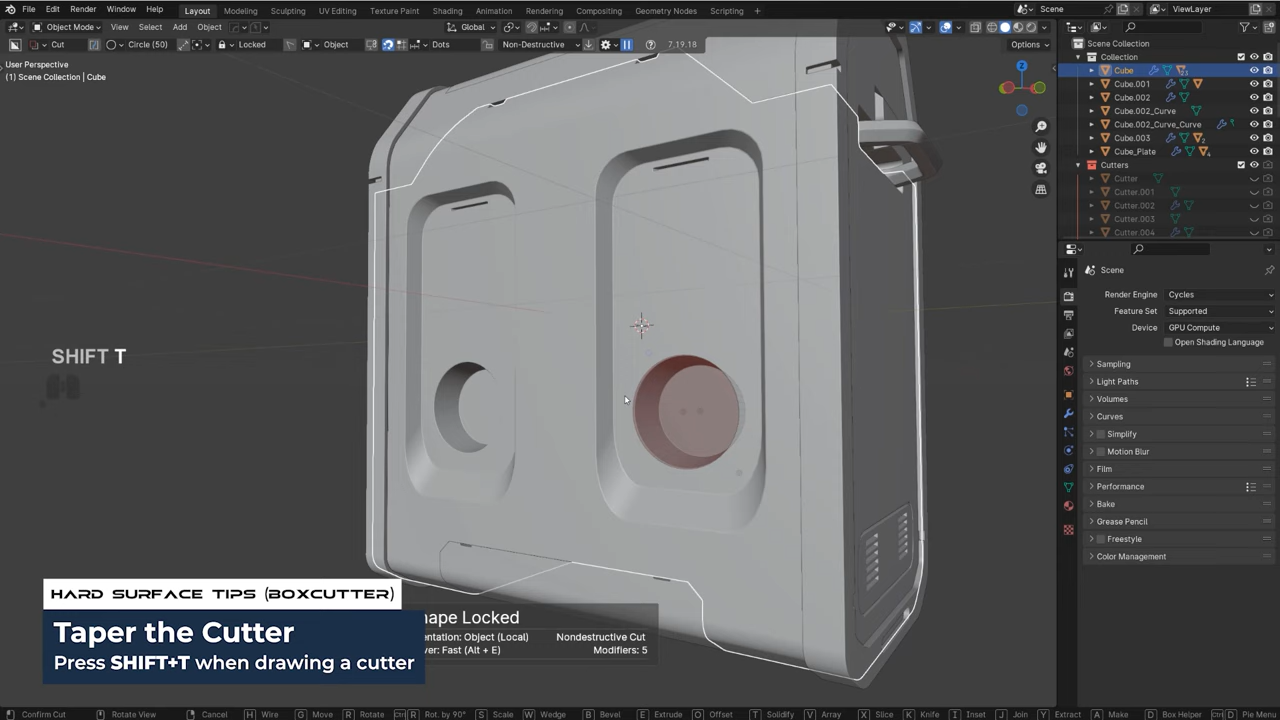 File Edit Render Window Help Layout Modeling Sculpting UV Editing Texture Paint Shading Animation Rendering Compositing Geometry Nodes Scripting Scene ViewLayer
Object Mode View Select Add Object Global
Cut Circle (50) Locked Object Dots Non-Destructive 7.19.18 Options
User Perspective
(1) Scene Collection | Cube
Z
Scene Collection
Collection
Cube
Cube.001
Cube.002
Cube.002_Curve
Cube.002_Curve_Curve
Cube.003
Cube_Plate
Cutters
Cutter
Cutter.001
Cutter.002
Cutter.003
Cutter.004
Scene
Render Engine Cycles
Feature Set Supported
Device GPU Compute
Open Shading Language
Sampling
Light Paths
Volumes
Curves
Simplify
Motion Blur
Film
Performance
Bake
Grease Pencil
Freestyle
Color Management
SHIFT T
HARD SURFACE TIPS (BOXCUTTER)
Taper the Cutter
Press SHIFT+T when drawing a cutter
hape Locked
entation: Object (Local) Nondestructive Cut
ver: Fast (Alt + E) Modifiers: 5
Confirm Cut Rotate View Cancel H Wire G Move R Rotate Ctrl R Rot. by 90° S Scale W Wedge B Bevel E Extrude O Offset T Solidify V Array X Slice K Knife I Inset J Join Y Extract A Make D Box Helper Ctrl D Pie Menu